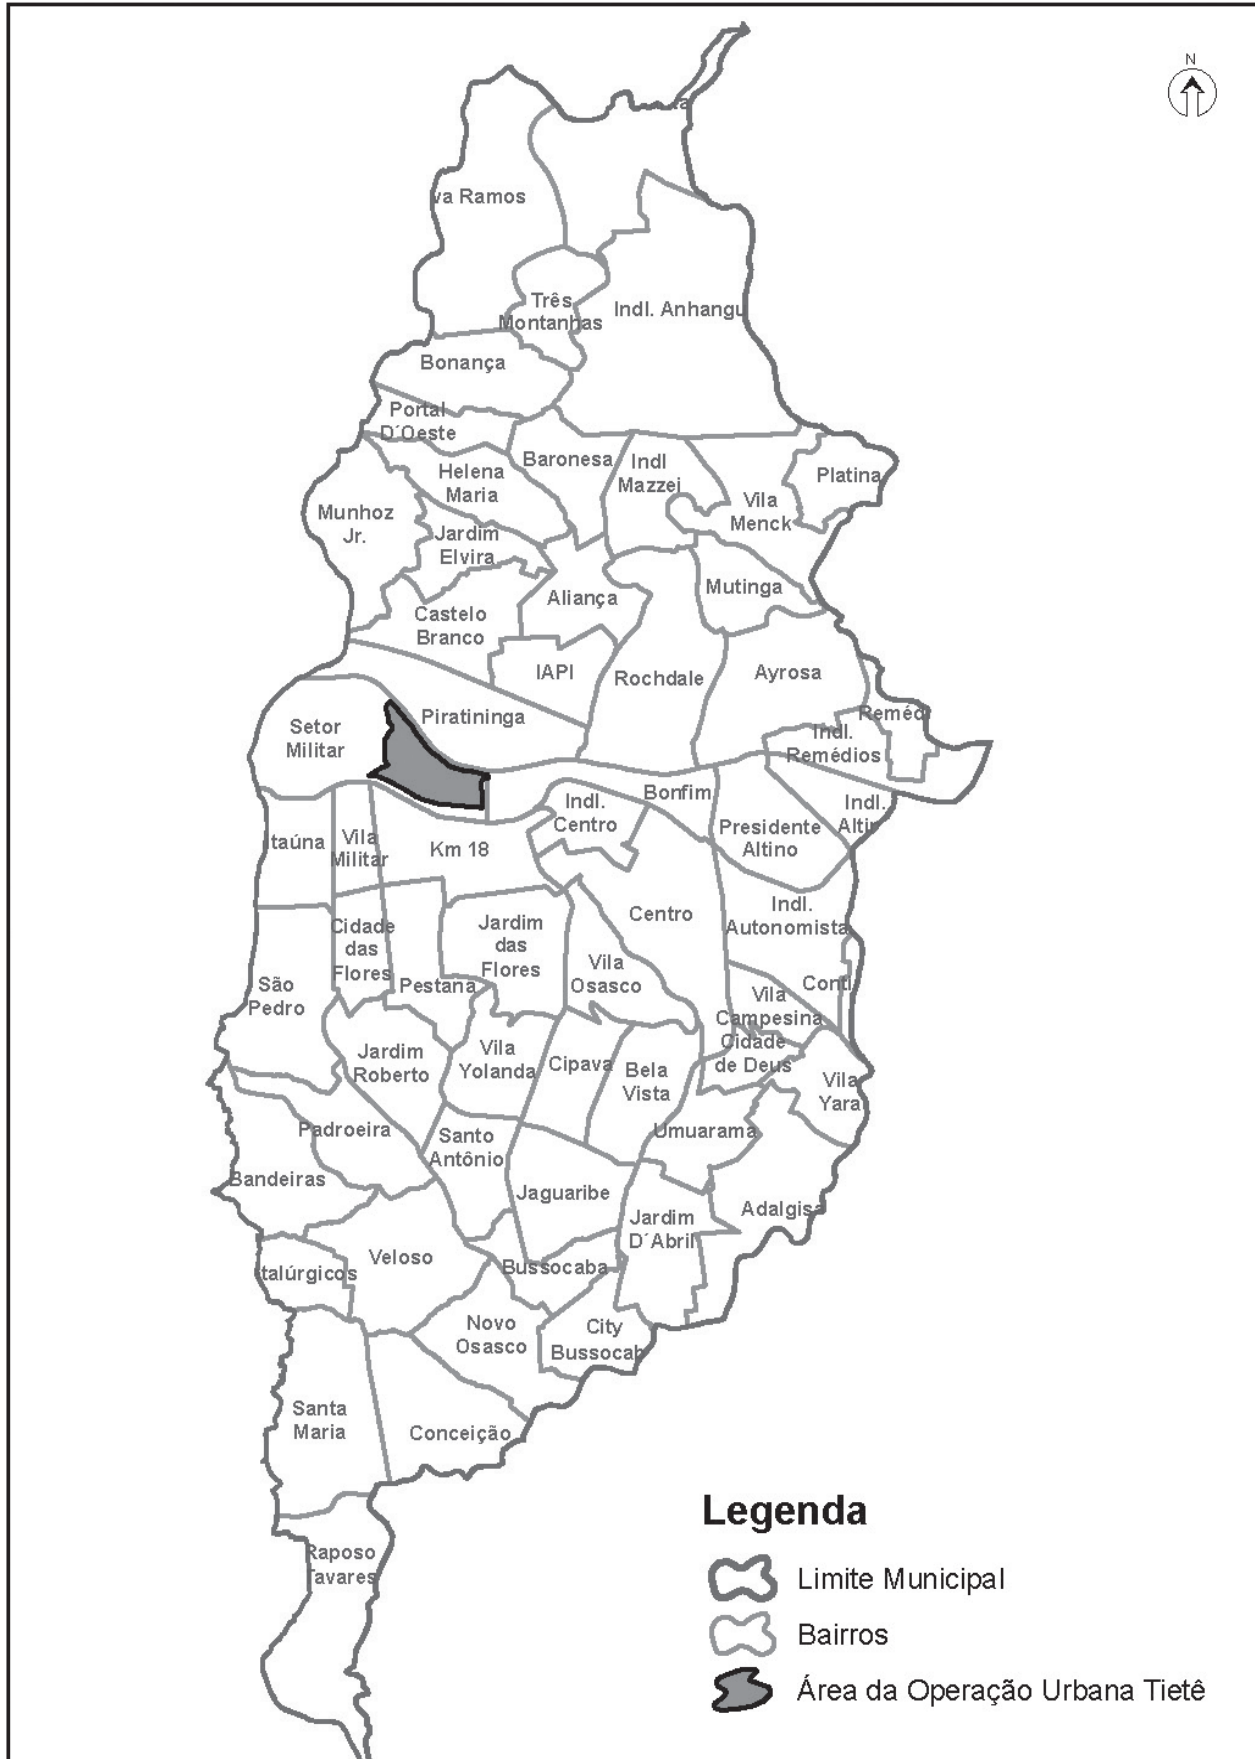 N
va Ramos
Três
Montanhas
Indl. Anhangu
Bonança
Portal
D´Oeste
Baronesa
Indl
Mazzei
Platina
Helena
Maria
Vila
Menck
Munhoz
Jr.
Jardim
Elvira
Mutinga
Aliança
Castelo
Branco
IAPI
Rochdale
Ayrosa
Piratininga
Reméd
Setor
Militar
Indl.
Remédios
Bonfim
Indl.
Centro
Indl.
Altin
Presidente
Altino
taúna
Vila
Militar
Km 18
Centro
Indl.
Autonomista
Cidade
das
Flores
Jardim
das
Flores
Vila
Osasco
São
Pedro
Pestana
Conti
Vila
Campesina
Cidade
de Deus
Jardim
Roberto
Vila
Yolanda
Cipava
Bela
Vista
Vila
Yara
Padroeira
Santo
Antônio
Umuarama
Bandeiras
Jaguaribe
Adalgisa
Jardim
D´Abril
Veloso
Bussocaba
talúrgicos
Novo
Osasco
City
Bussocab
Santa
Maria
Conceição
Raposo
Tavares
Legenda
Limite Municipal
Bairros
Área da Operação Urbana Tietê